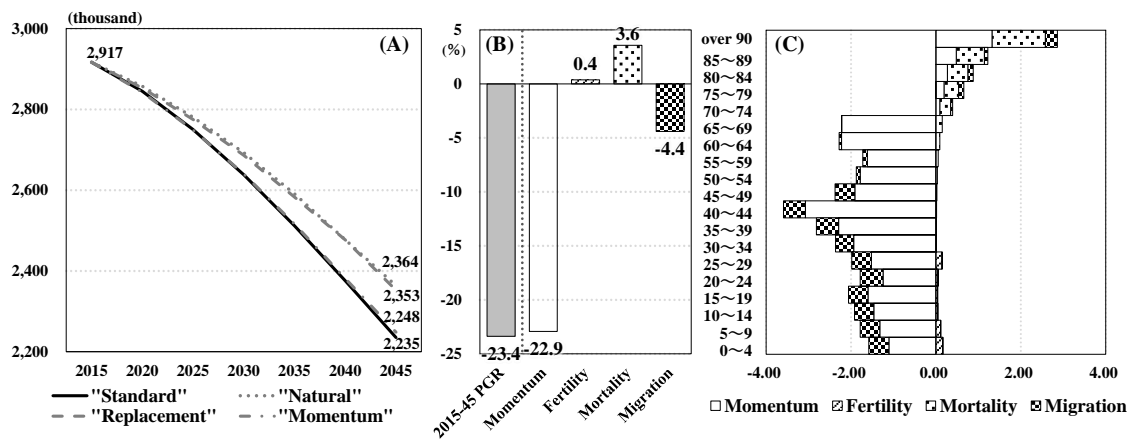 (thousand)
(A)
3,000
2,800
2,600
2,400
2,200
2,917
2,364
2,353
2,248
2,235
2015 2020 2025 2030 2035 2040 2045
"Standard" "Natural"
"Replacement" "Momentum"
(B)
(%)
5
0
-5
-10
-15
-20
-25
-23.4
-22.9
0.4
3.6
-4.4
2015-45 PGR
Momentum
Fertility
Mortality
Migration
(C)
over 90
85～89
80～84
75～79
70～74
65～69
60～64
55～59
50～54
45～49
40～44
35～39
30～34
25～29
20～24
15～19
10～14
5～9
0～4
-4.00 -2.00 0.00 2.00 4.00
Momentum Fertility Mortality Migration